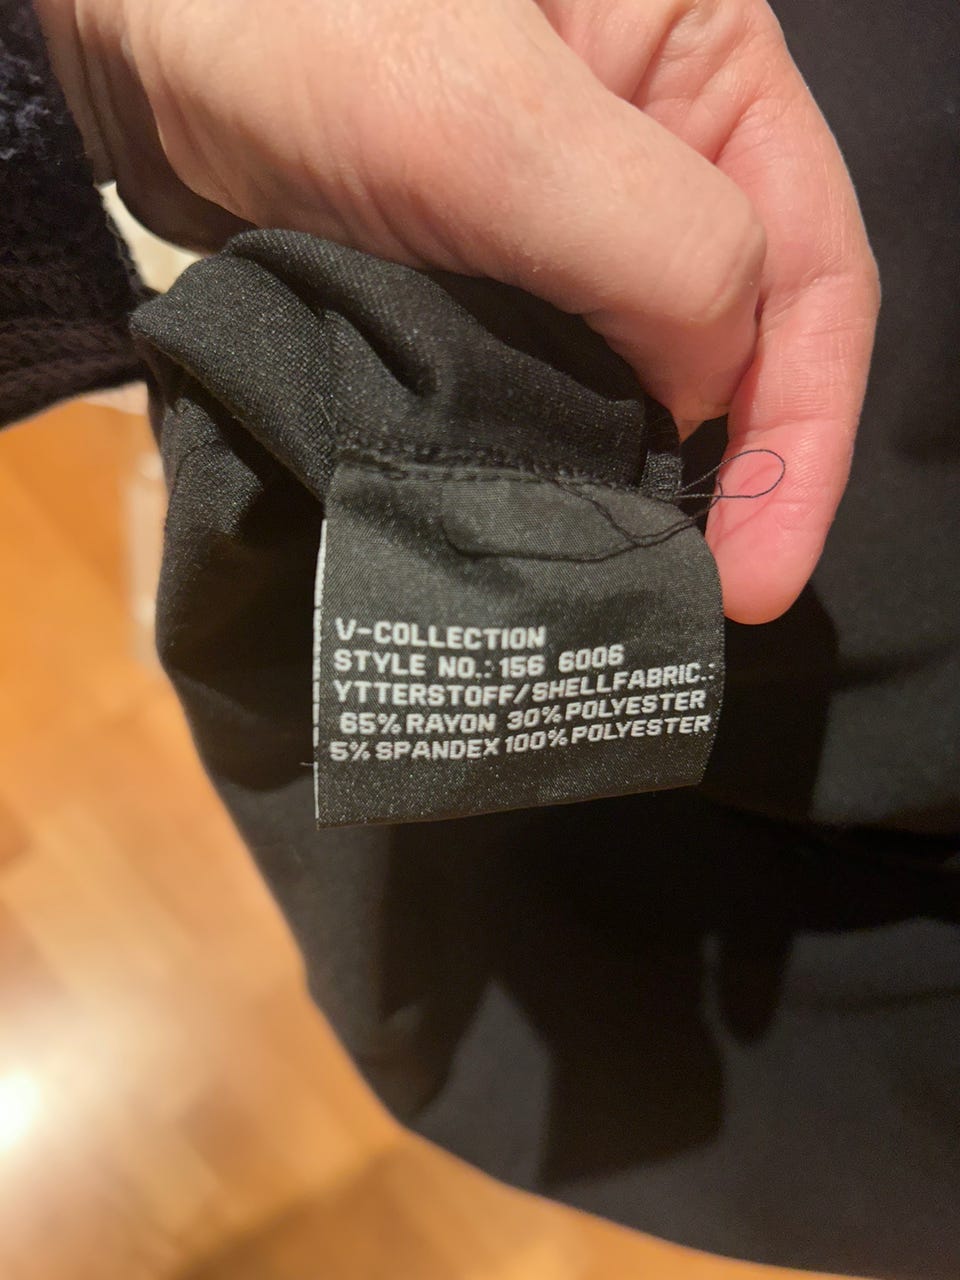 V-COLLECTION
STYLE NO.: 156 6006
YTTERSTOFF/SHELLFABRIC.:
65% RAYON 30% POLYESTER
5% SPANDEX 100% POLYESTER